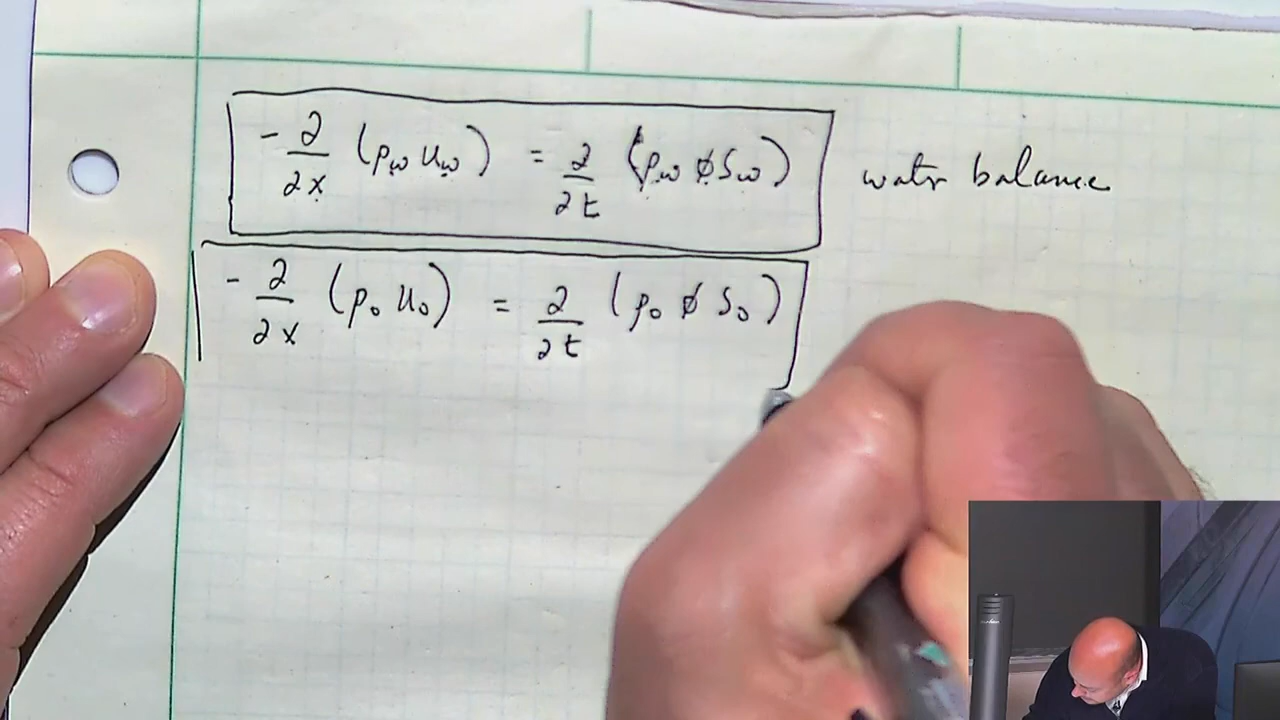 -∂/∂x (ρw uw) = ∂/∂t (ρw ϕ Sw) water balance
-∂/∂x (ρo uo) = ∂/∂t (ρo ϕ So)